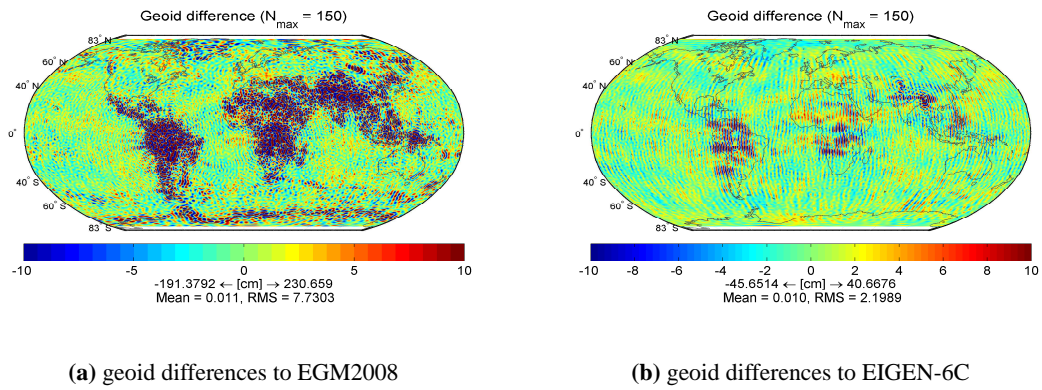 Geoid difference (N_max = 150)
83° N
60° N
40° N
0°
40° S
60° S
83° S
-10 -5 0 5 10
-191.3792 ← [cm] → 230.659
Mean = 0.011, RMS = 7.7303
(a) geoid differences to EGM2008
Geoid difference (N_max = 150)
83° N
60° N
40° N
0°
40° S
60° S
83° S
-10 -8 -6 -4 -2 0 2 4 6 8 10
-45.6514 ← [cm] → 40.6676
Mean = 0.010, RMS = 2.1989
(b) geoid differences to EIGEN-6C